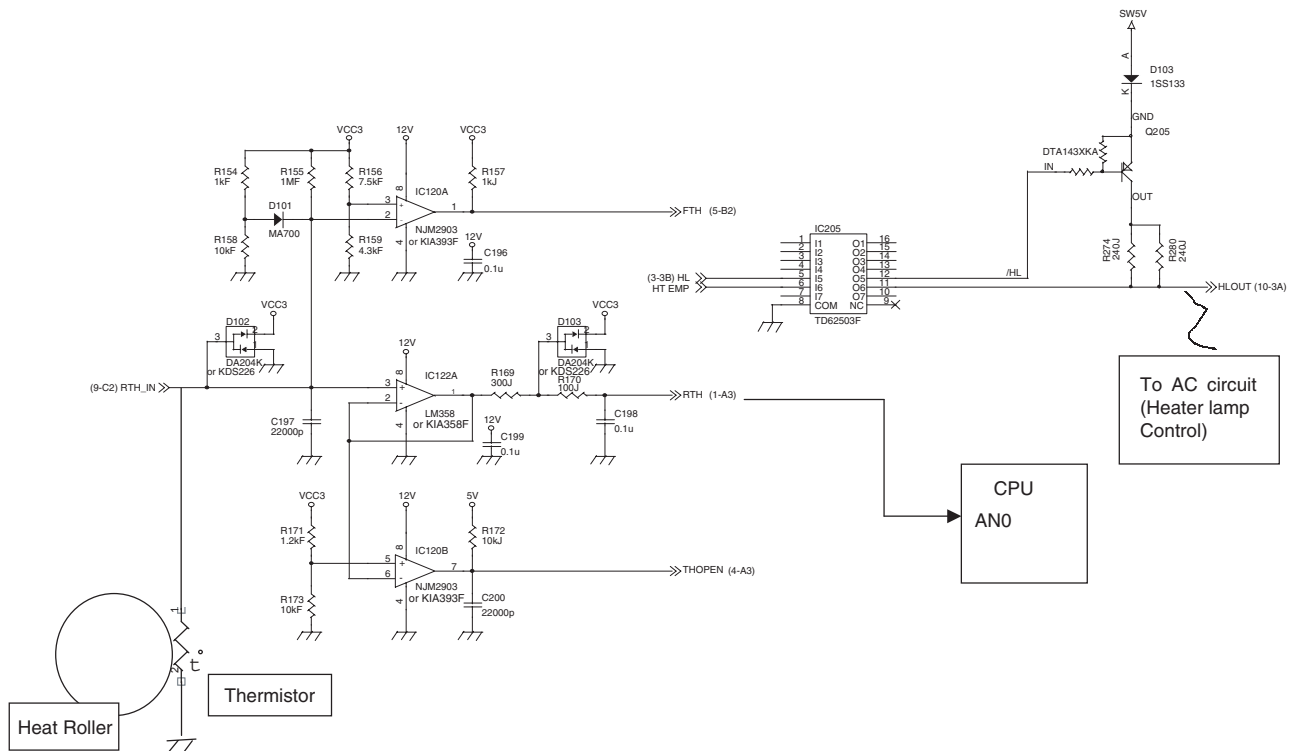 SW5V
A
D103
1SS133
K
GND
Q205
DTA143XKA
IN
OUT
R274
240J
R280
240J
VCC3
12V
VCC3
R154
1kF
R155
1MF
R156
7.5kF
R157
1kJ
8
IC120A
3
+
2
-
1
4
NJM2903
or KIA393F
FTH (5-B2)
D101
MA700
R158
10kF
R159
4.3kF
12V
C196
0.1u
IC205
1 I1 O1 16
2 I2 O2 15
3 I3 O3 14
4 I4 O4 13
(3-3B) HL 5 I5 O5 12 /HL
HT EMP 6 I6 O6 11 HLOUT (10-3A)
7 I7 O7 10
8 COM NC 9
TD62503F
D102
VCC3
3
2
1
DA204K
or KDS226
D103
VCC3
3
2
1
DA204K
or KDS226
12V
8
IC122A
(9-C2) RTH_IN
3
+
2
-
1
4
LM358
or KIA358F
R169
300J
R170
100J
RTH (1-A3)
C197
22000p
12V
C199
0.1u
C198
0.1u
To AC circuit
(Heater lamp
Control)
CPU
AN0
VCC3
12V
5V
R171
1.2kF
R172
10kJ
8
IC120B
5
+
6
-
7
4
NJM2903
or KIA393F
THOPEN (4-A3)
R173
10kF
C200
22000p
1
2
t°
Thermistor
Heat Roller